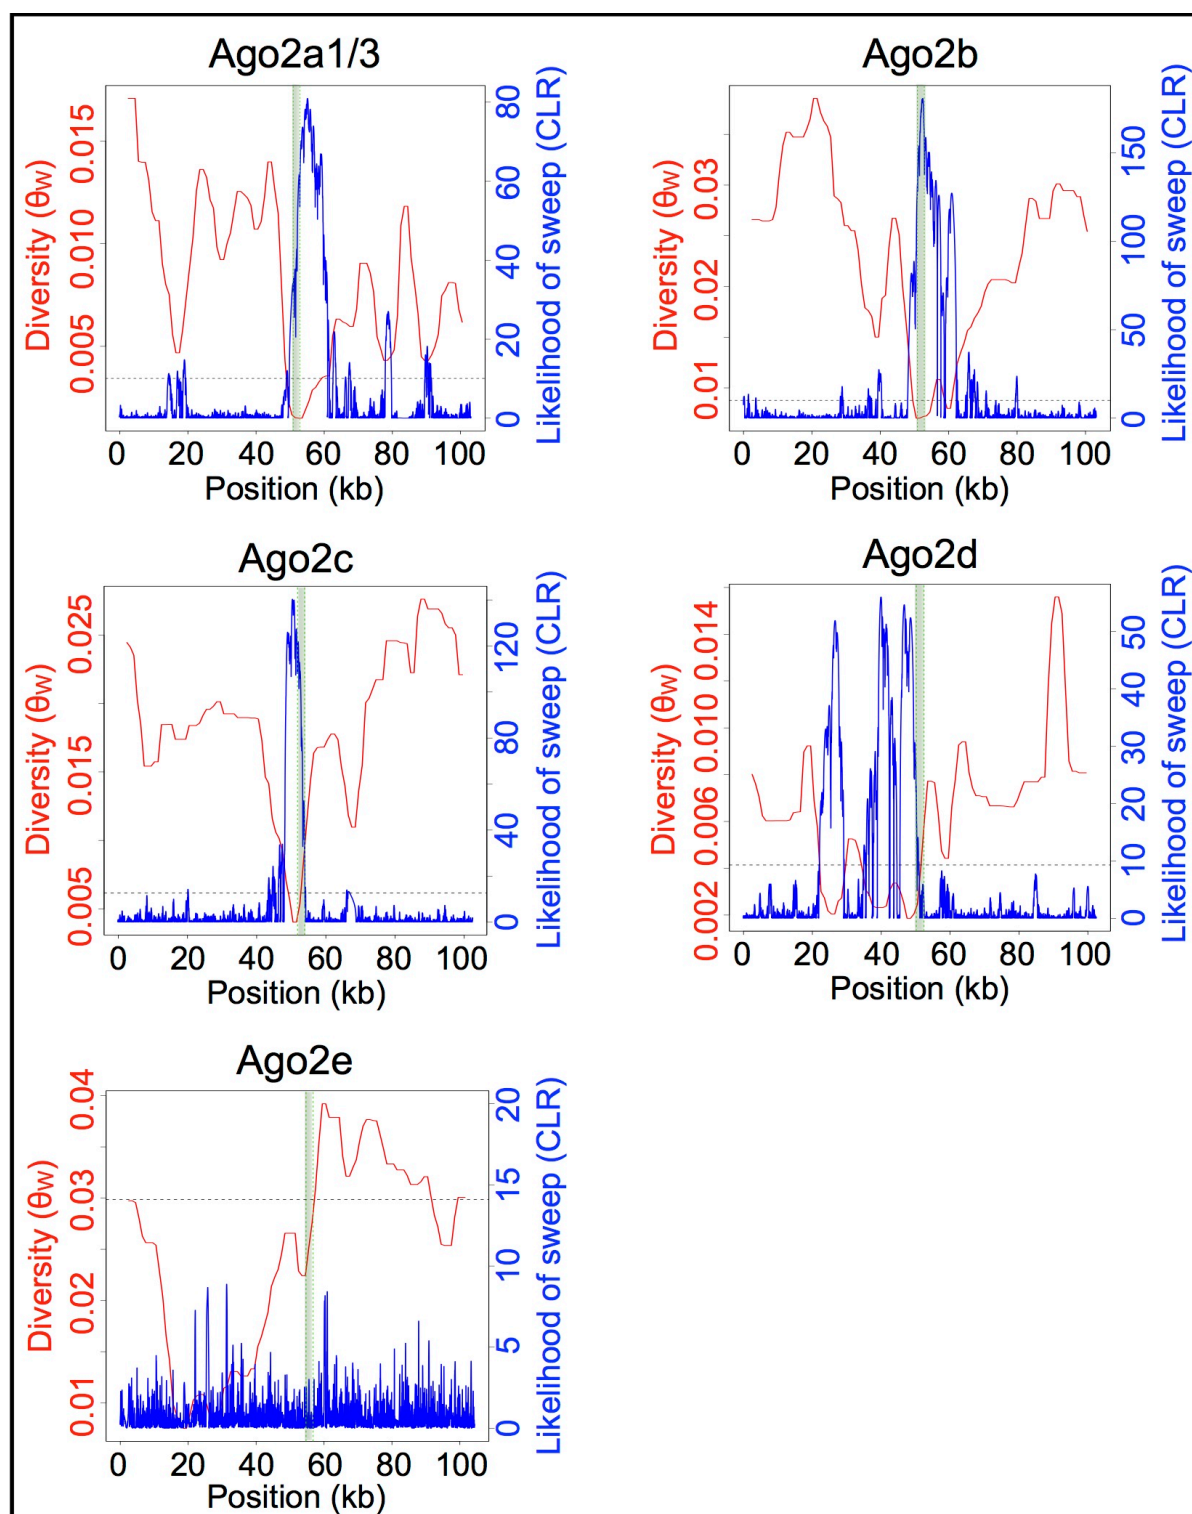 Ago2a1/3
Diversity (θw)
0.005 0.010 0.015
0 20 40 60 80
Likelihood of sweep (CLR)
0 20 40 60 80 100
Position (kb)
Ago2b
Diversity (θw)
0.01 0.02 0.03
0 50 100 150
Likelihood of sweep (CLR)
0 20 40 60 80 100
Position (kb)
Ago2c
Diversity (θw)
0.005 0.015 0.025
0 40 80 120
Likelihood of sweep (CLR)
0 20 40 60 80 100
Position (kb)
Ago2d
Diversity (θw)
0.002 0.006 0.010 0.014
0 10 20 30 40 50
Likelihood of sweep (CLR)
0 20 40 60 80 100
Position (kb)
Ago2e
Diversity (θw)
0.01 0.02 0.03 0.04
0 5 10 15 20
Likelihood of sweep (CLR)
0 20 40 60 80 100
Position (kb)